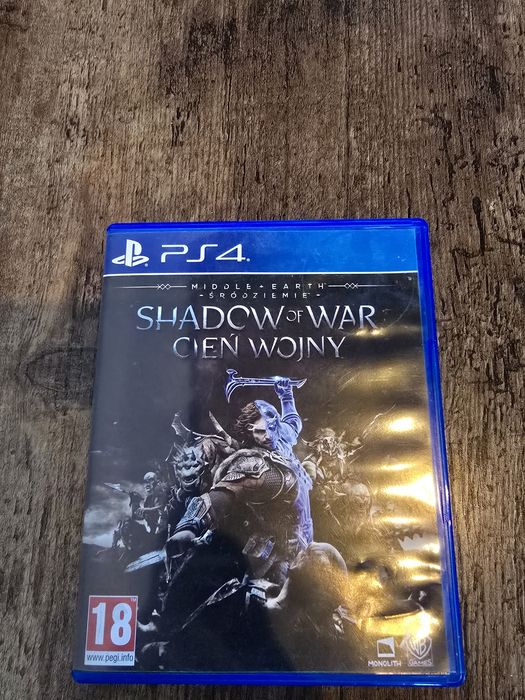 PS4
MIDDLE-EARTH
ŚRÓDZIEMIE
SHADOW OF WAR
CIEŃ WOJNY
18
www.pegi.info
MONOLITH
WB
GAMES